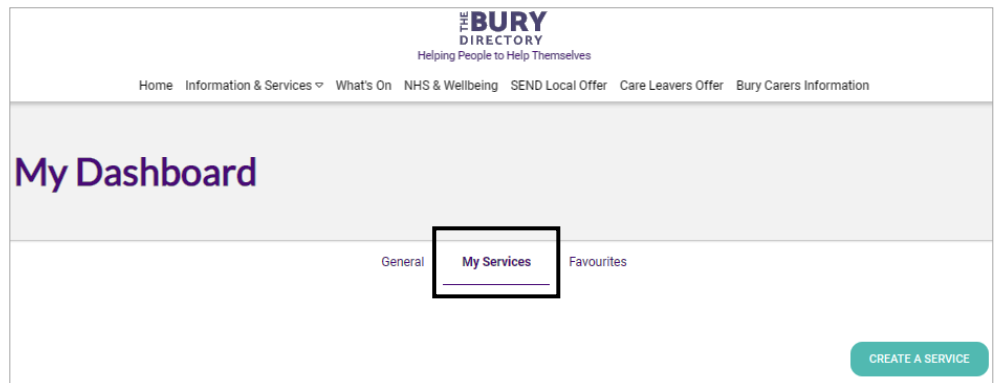 THE BURY
DIRECTORY
Helping People to Help Themselves
Home Information & Services What's On NHS & Wellbeing SEND Local Offer Care Leavers Offer Bury Carers Information
My Dashboard
General My Services Favourites
CREATE A SERVICE